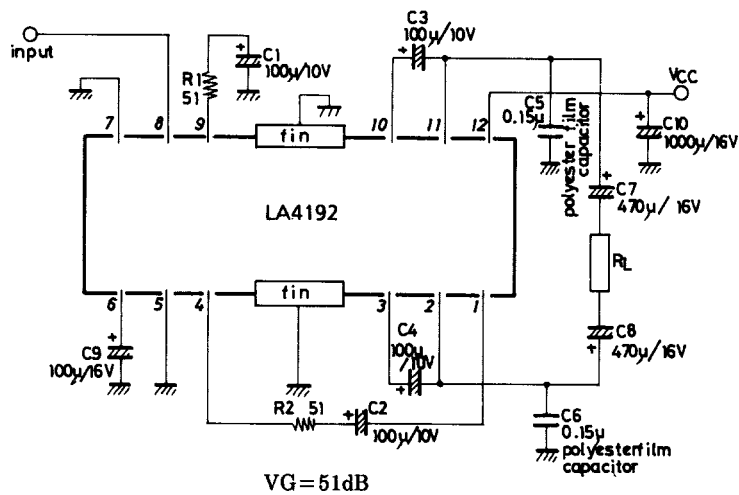 C3
100μ/10V
input
+
C1
100μ/10V
R1
51
+
VCC
7
8
9
fin
10
11
12
C5
0.15μ
polyester film
capacitor
+
C10
1000μ/16V
+
C7
470μ/16V
LA4192
RL
6
5
4
fin
3
2
1
+
C9
100μ/16V
C4
100μ
/10V
+
C8
470μ/16V
+
R2 51
+
C2
100μ/10V
C6
0.15μ
polyesterfilm
capacitor
VG=51dB